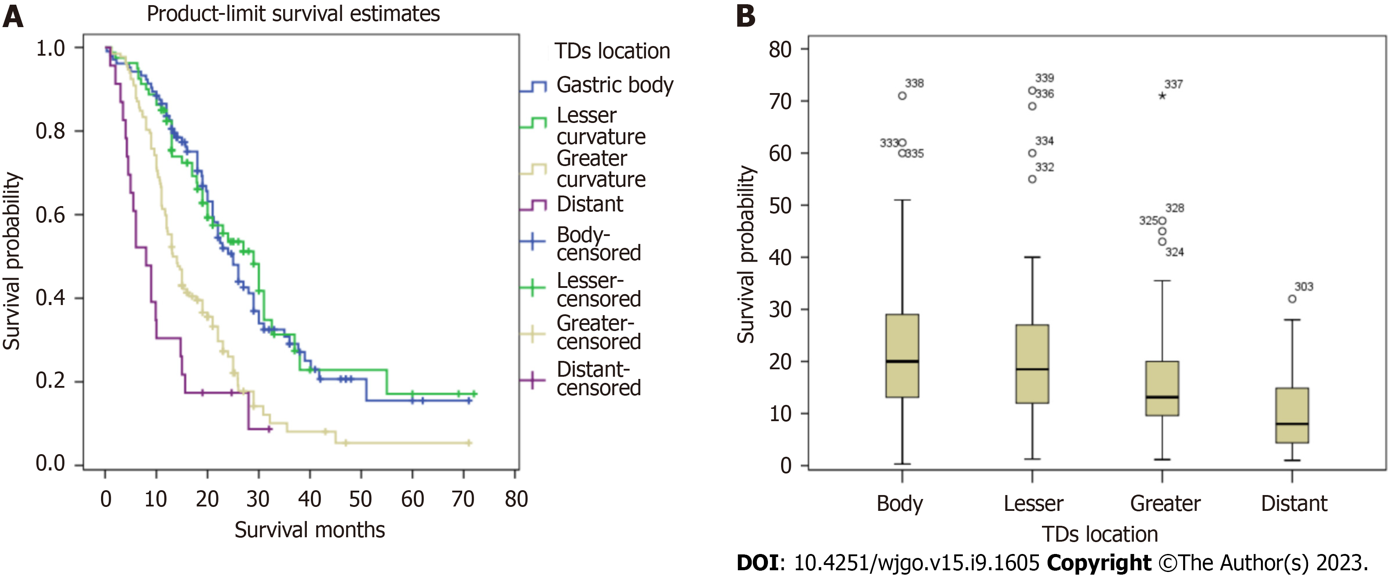 A
Product-limit survival estimates
Survival probability
1.0
0.8
0.6
0.4
0.2
0.0
0 10 20 30 40 50 60 70 80
Survival months
TDs location
Gastric body
Lesser
curvature
Greater
curvature
Distant
Body-
censored
Lesser-
censored
Greater-
censored
Distant-
censored
B
Survival probability
80
70
60
50
40
30
20
10
0
338
333
335
339
336
334
332
337
328
325
324
303
Body Lesser Greater Distant
TDs location
DOI: 10.4251/wjgo.v15.i9.1605 Copyright ©The Author(s) 2023.